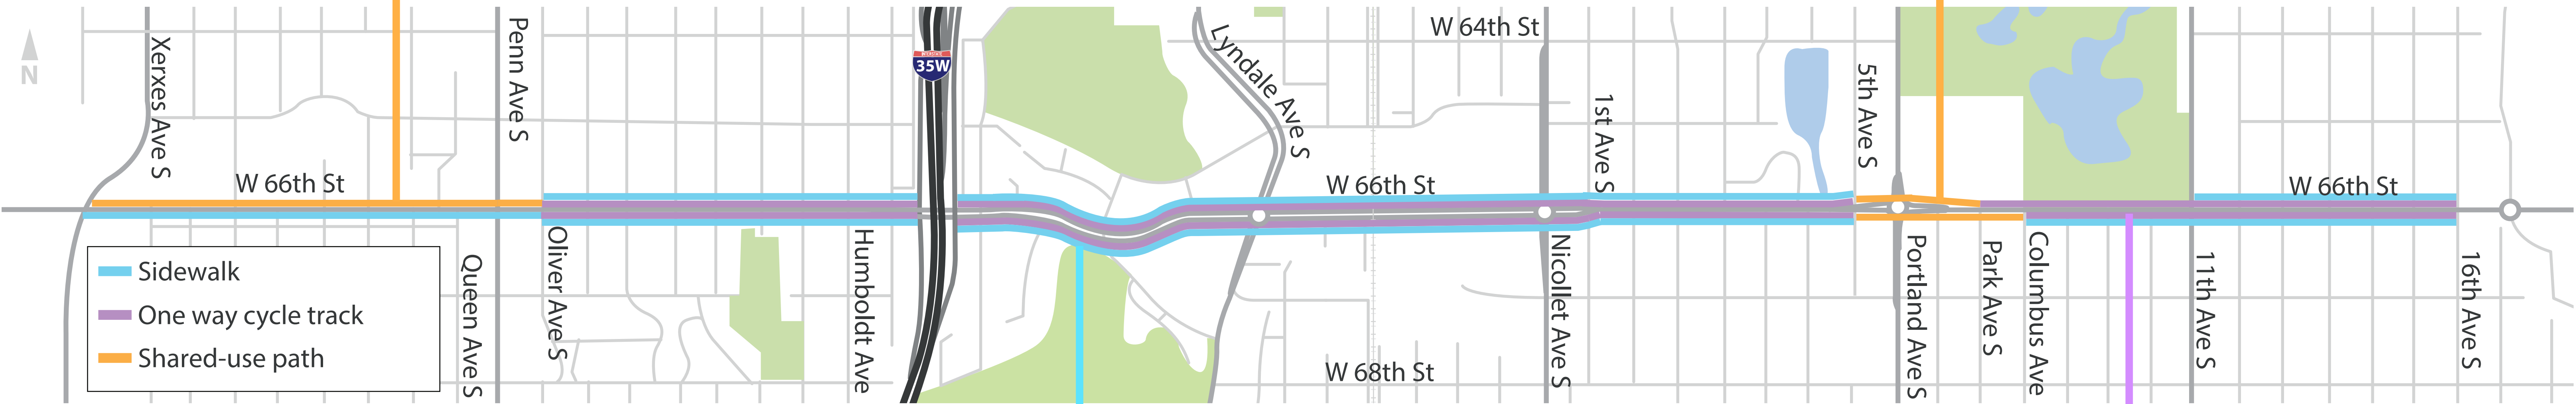 N
Xerxes Ave S
Penn Ave S
INTERSTATE
35W
Lyndale Ave S
W 64th St
1st Ave S
5th Ave S
W 66th St
W 66th St
W 66th St
Sidewalk
One way cycle track
Shared-use path
Queen Ave S
Oliver Ave S
Humboldt Ave
W 68th St
Nicollet Ave S
Portland Ave S
Park Ave S
Columbus Ave
11th Ave S
16th Ave S